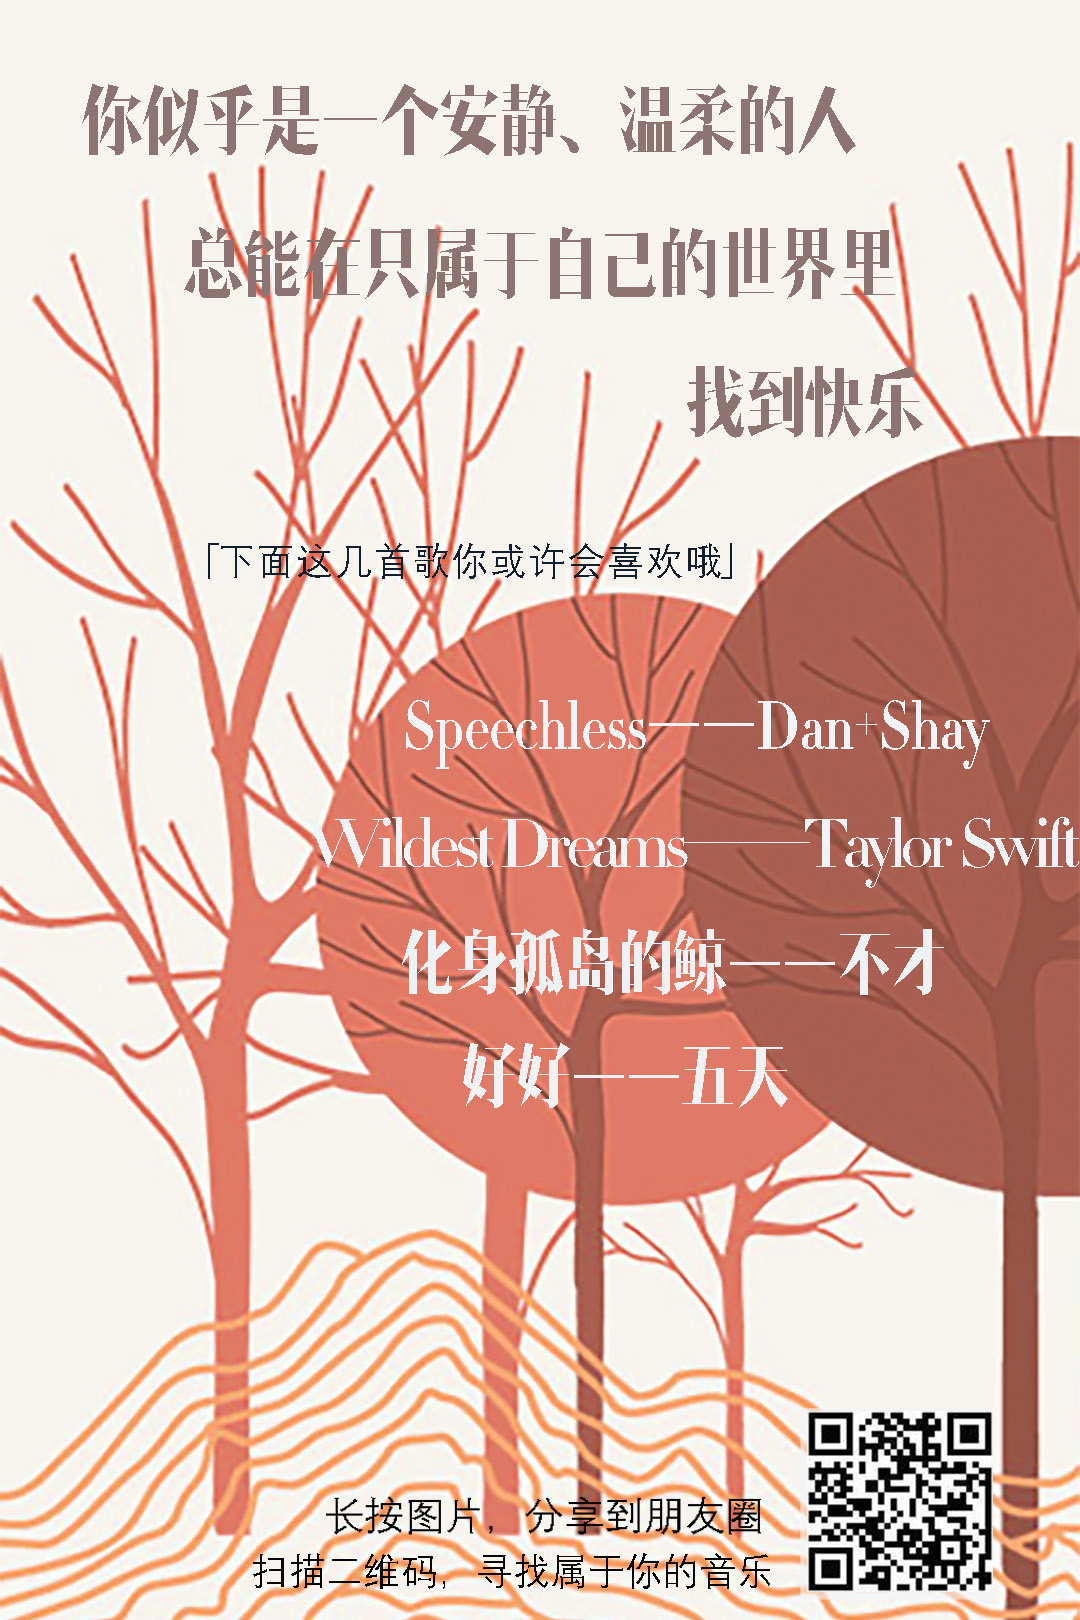 你似乎是一个安静、温柔的人
总能在只属于自己的世界里
找到快乐
「下面这几首歌你或许会喜欢哦」
Speechless——Dan+Shay
Wildest Dreams——Taylor Swift
化身孤岛的鲸——不才
好好——五天
长按图片，分享到朋友圈
扫描二维码，寻找属于你的音乐